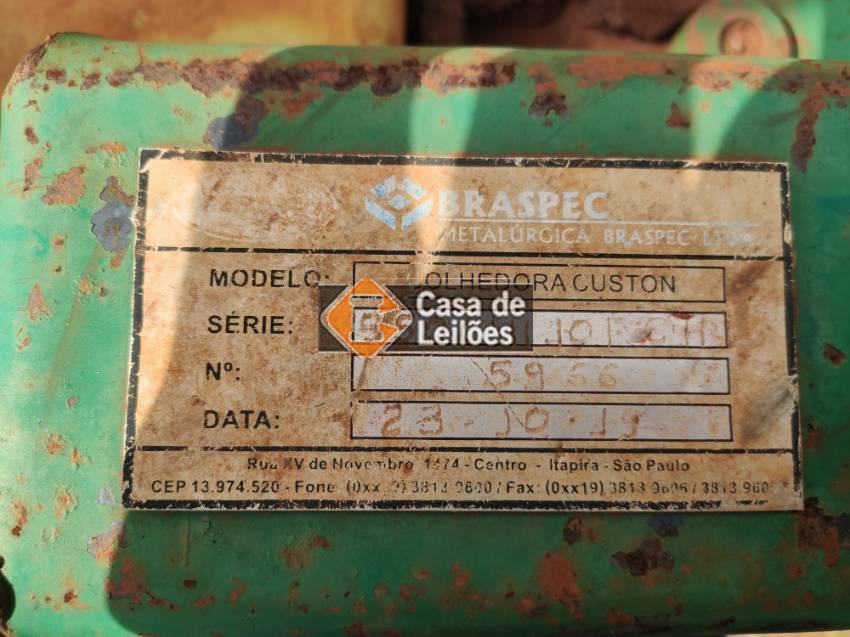 BRASPEC
METALÚRGICA BRASPEC LTDA
MODELO: COLHEDORA CUSTON
Casa de
Leilões
SÉRIE:
Nº: 5966
DATA: 23-10-19
Rua XV de Novembro, 1474 - Centro - Itapira - São Paulo
CEP 13.974.520 - Fone: (0xx19) 3813 9600 / Fax: (0xx19) 3813 9606 / 3813